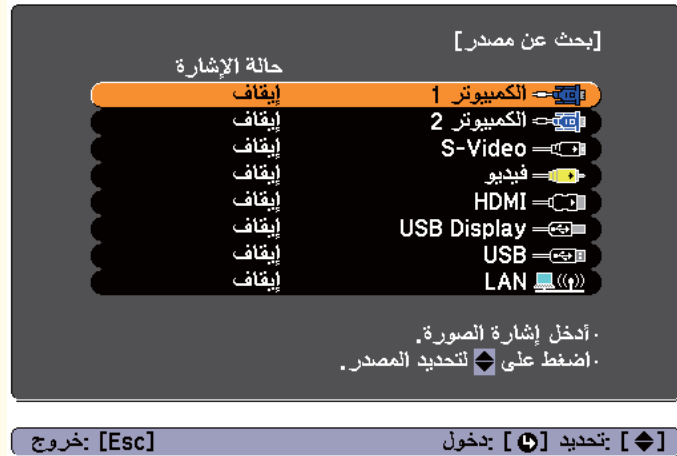 [بحث عن مصدر]
حالة الإشارة
الكمبيوتر 1 إيقاف
الكمبيوتر 2 إيقاف
S-Video إيقاف
فيديو إيقاف
HDMI إيقاف
USB Display إيقاف
USB إيقاف
LAN إيقاف
·أدخل إشارة الصورة.
·اضغط على لتحديد المصدر.
[ ]: تحديد [ ]: دخول [Esc]: خروج